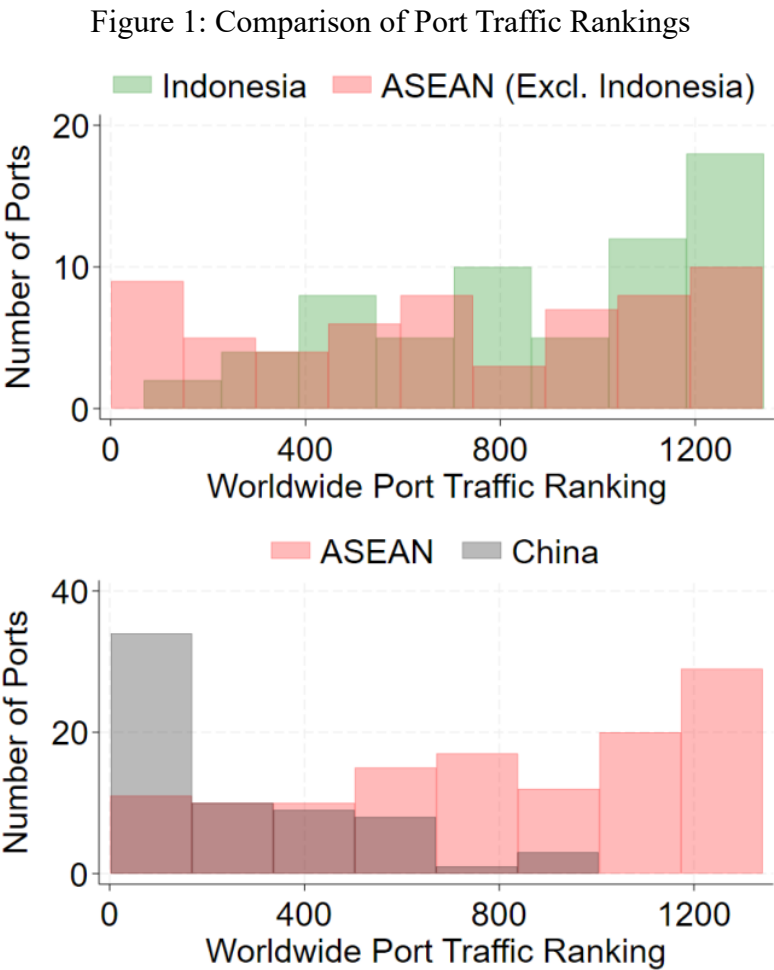 Figure 1: Comparison of Port Traffic Rankings
Indonesia ASEAN (Excl. Indonesia)
Number of Ports
20
10
0
0 400 800 1200
Worldwide Port Traffic Ranking
ASEAN China
Number of Ports
40
20
0
0 400 800 1200
Worldwide Port Traffic Ranking